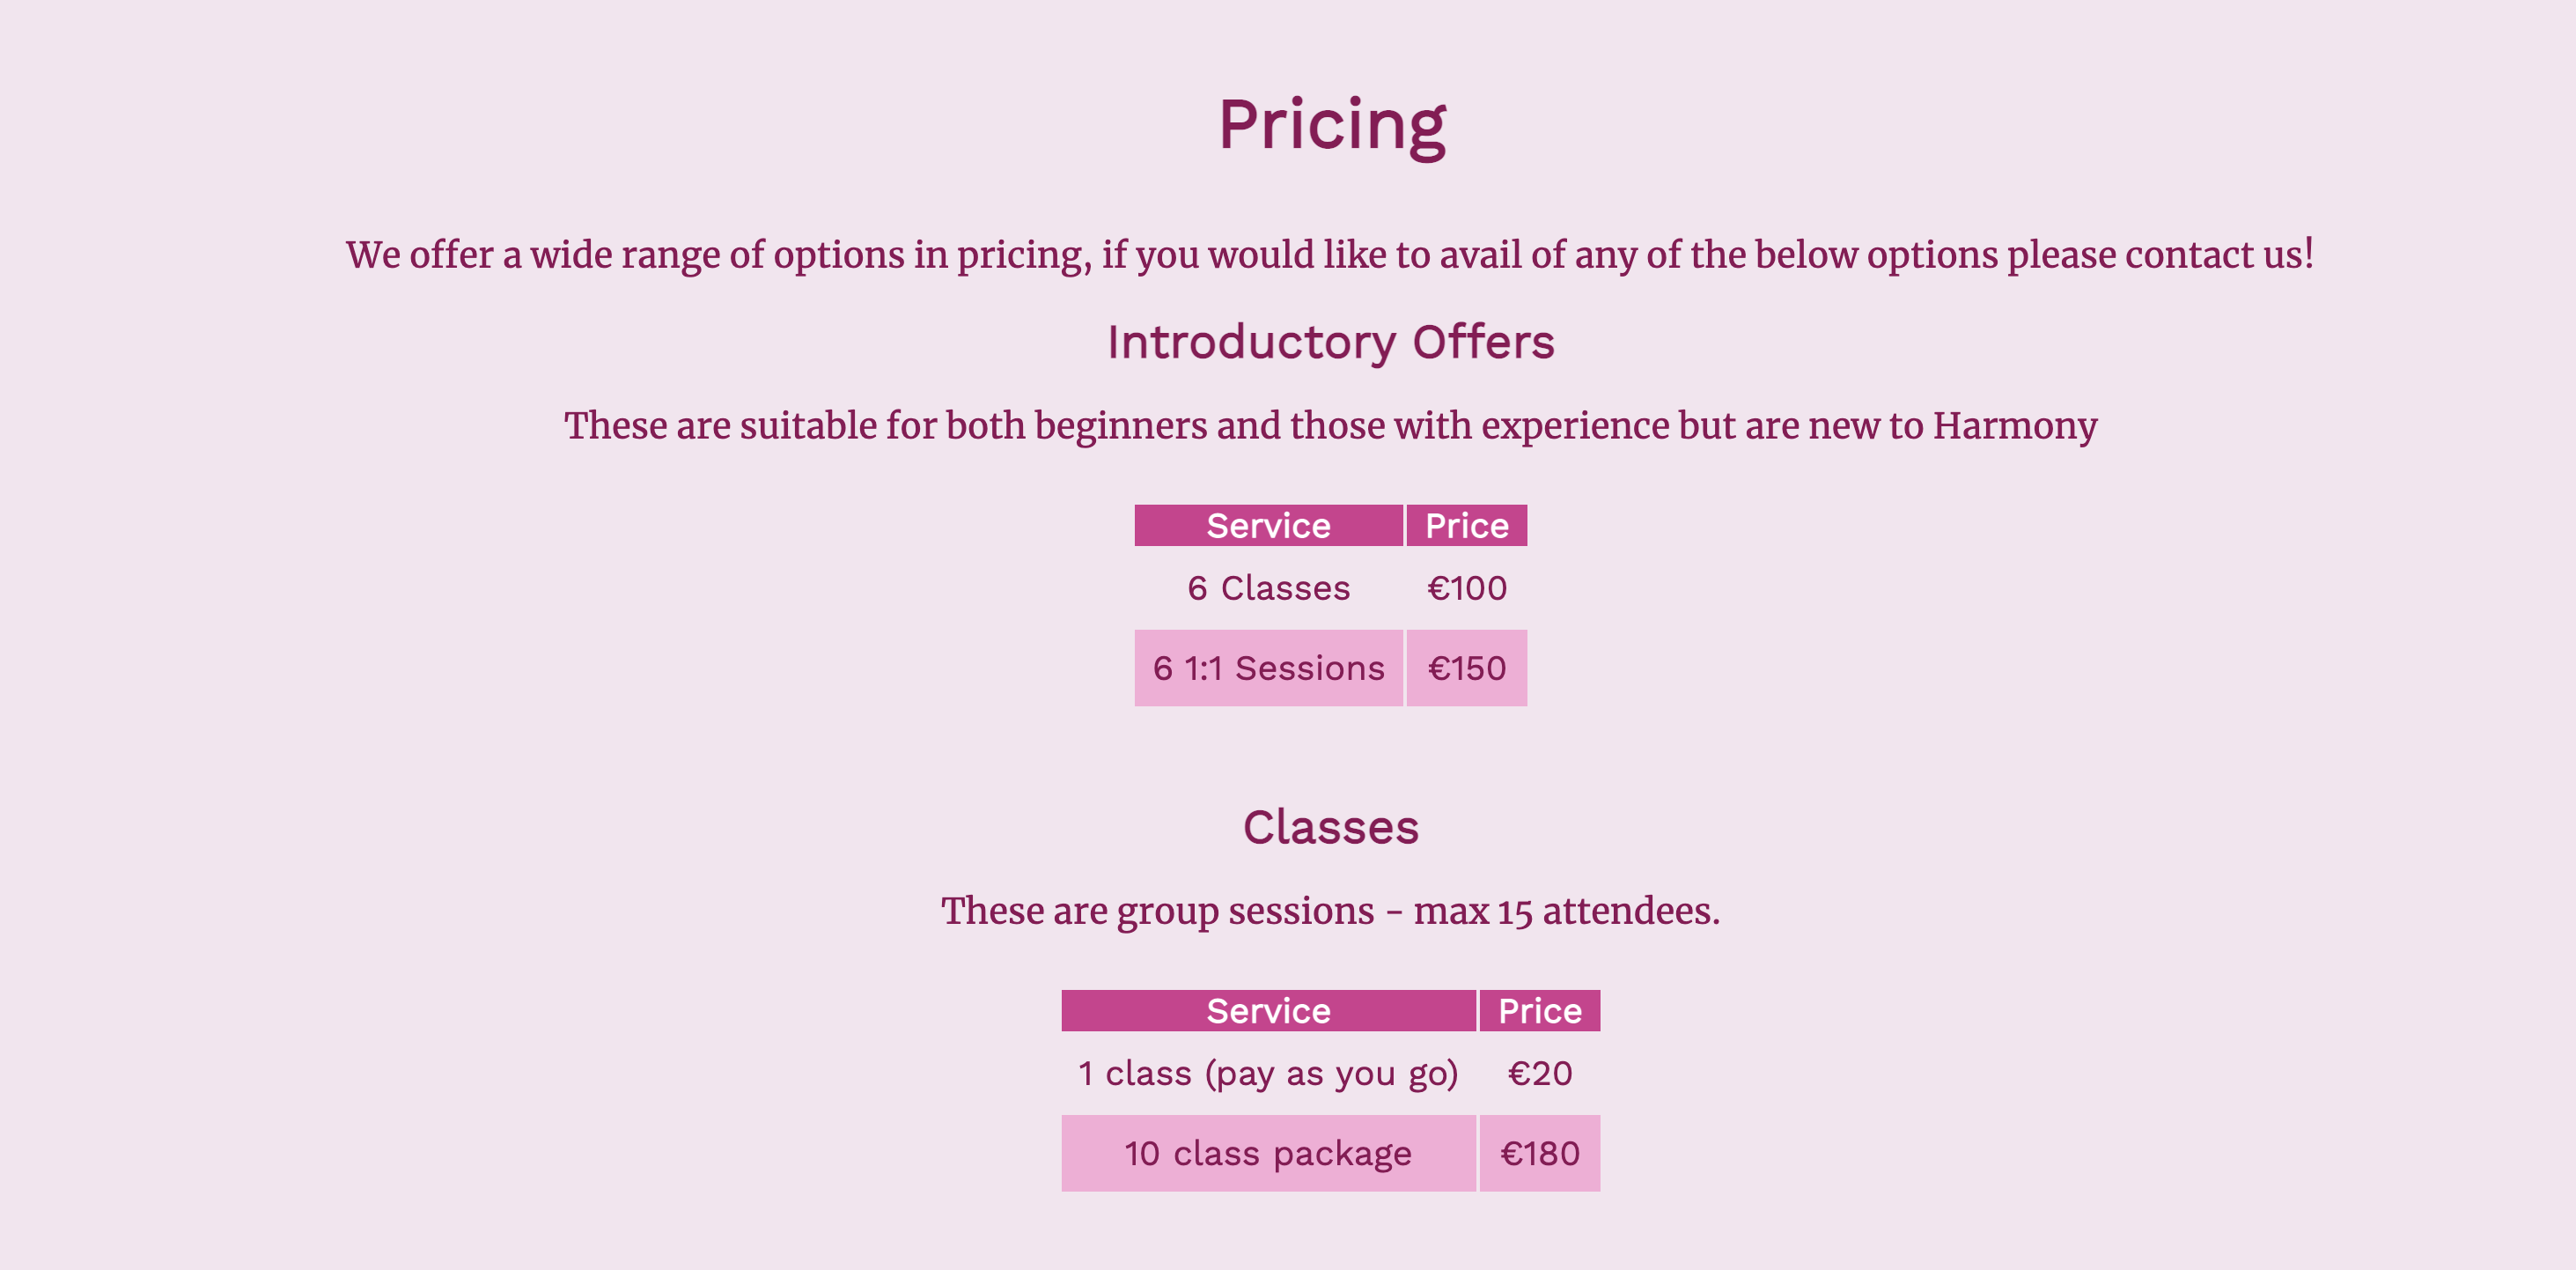 Pricing
We offer a wide range of options in pricing, if you would like to avail of any of the below options please contact us!
Introductory Offers
These are suitable for both beginners and those with experience but are new to Harmony
Service Price
6 Classes €100
6 1:1 Sessions €150
Classes
These are group sessions - max 15 attendees.
Service Price
1 class (pay as you go) €20
10 class package €180